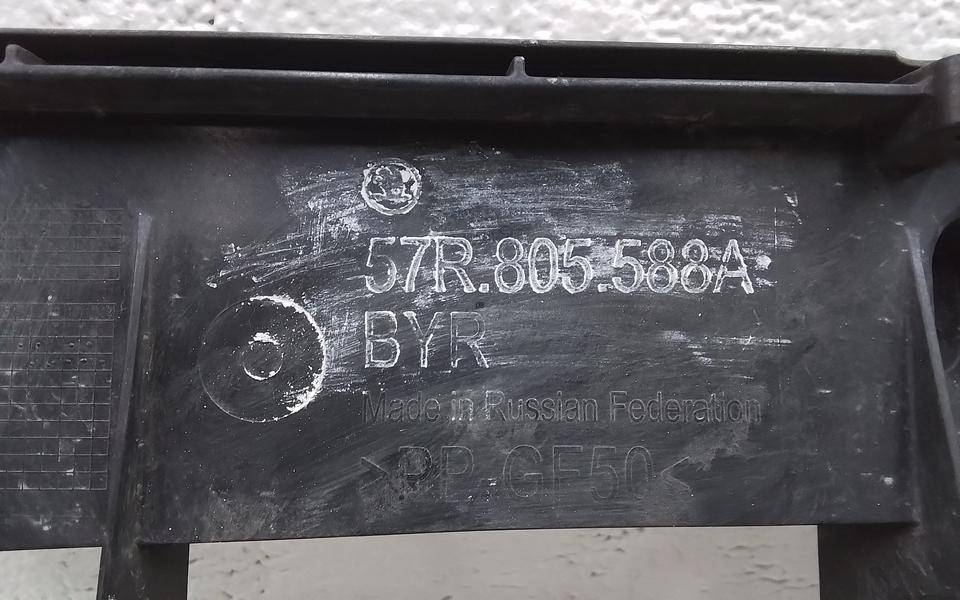 57R.805.588A
BYR
Made in Russian Federation
>PP-GF50<